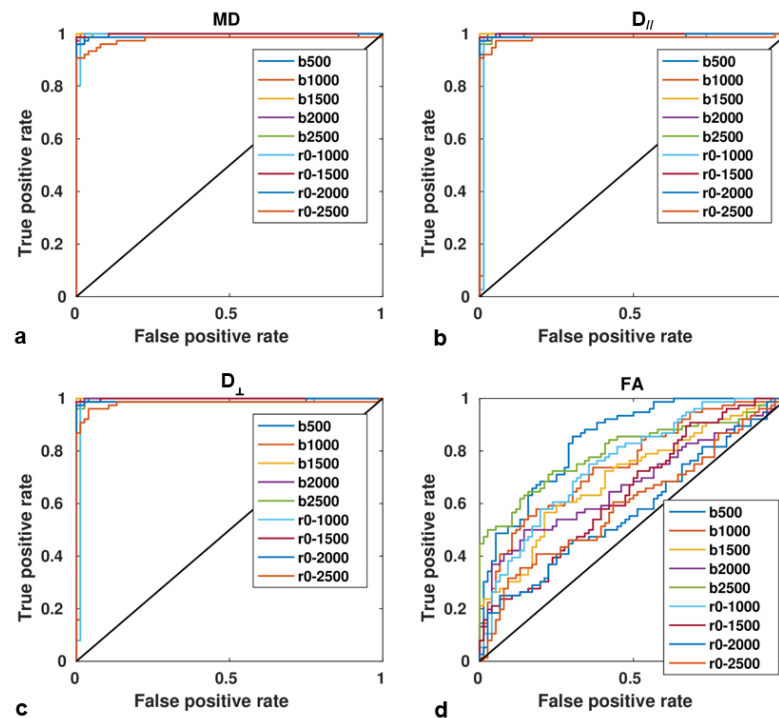 MD
True positive rate
1
0.8
0.6
0.4
0.2
0
0
0.5
1
False positive rate
b500
b1000
b1500
b2000
b2500
r0-1000
r0-1500
r0-2000
r0-2500
a
D//
True positive rate
1
0.8
0.6
0.4
0.2
0
0
0.5
False positive rate
b500
b1000
b1500
b2000
b2500
r0-1000
r0-1500
r0-2000
r0-2500
b
D⊥
True positive rate
1
0.8
0.6
0.4
0.2
0
0
0.5
1
False positive rate
b500
b1000
b1500
b2000
b2500
r0-1000
r0-1500
r0-2000
r0-2500
c
FA
True positive rate
1
0.8
0.6
0.4
0.2
0
0
0.5
False positive rate
b500
b1000
b1500
b2000
b2500
r0-1000
r0-1500
r0-2000
r0-2500
d